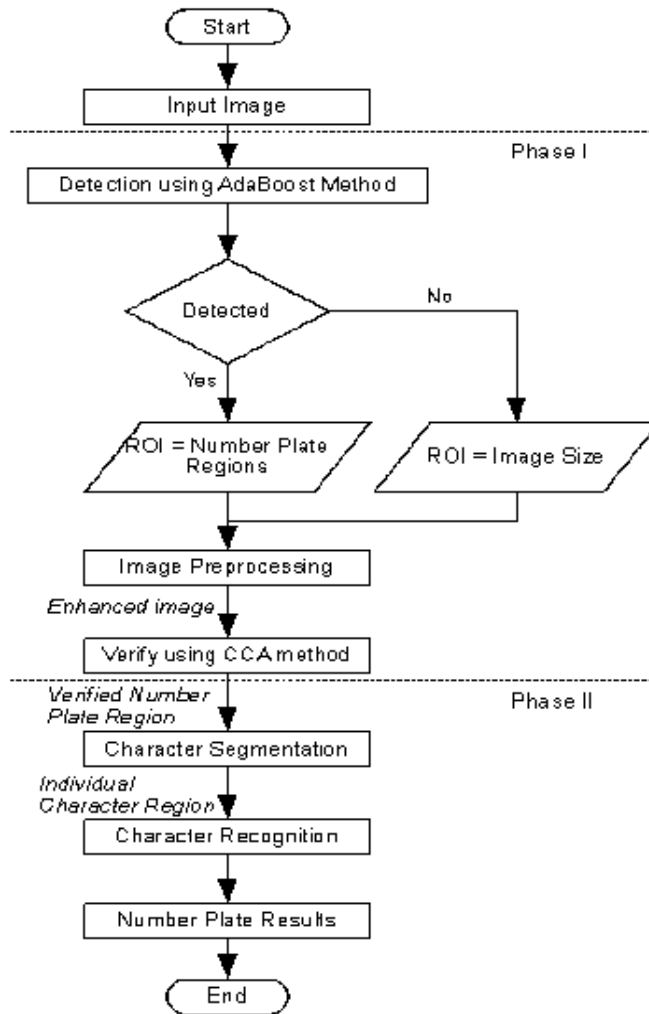 Start
Input Image
Phase I
Detection using AdaBoost Method
Detected
No
Yes
ROI = Number Plate
Regions
ROI = Image Size
Image Preprocessing
Enhanced image
Verify using CCA method
Verified Number
Plate Region
Phase II
Character Segmentation
Individual
Character Region
Character Recognition
Number Plate Results
End